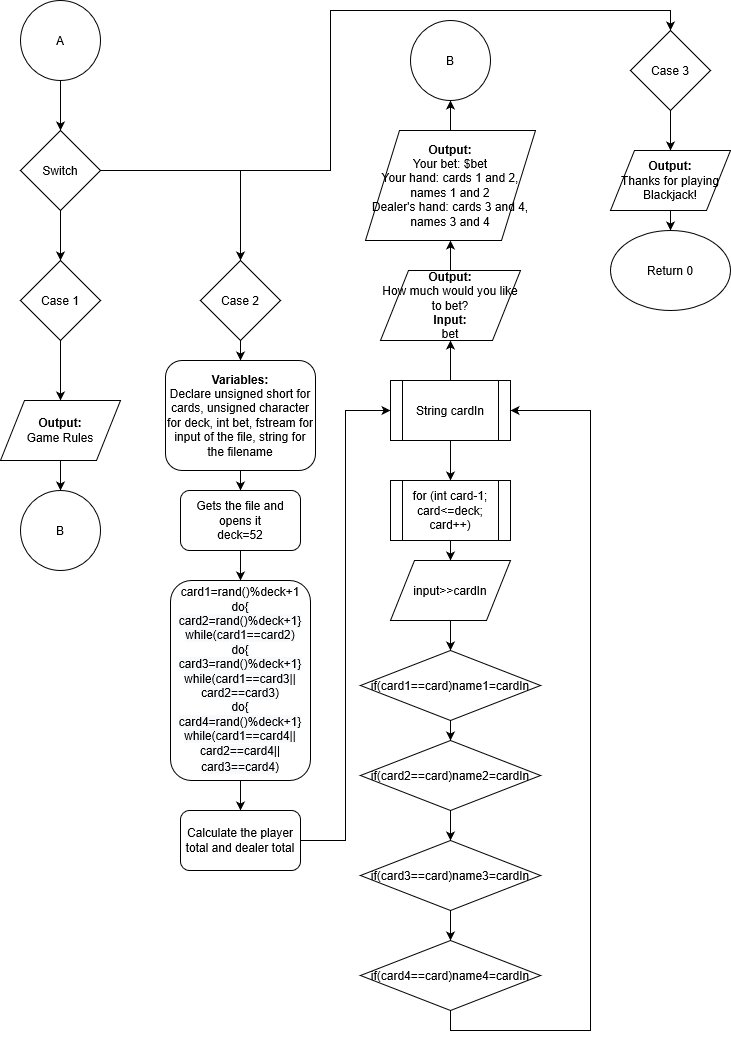 A
Switch
Case 1
Output:
Game Rules
B
Case 2
Variables:
Declare unsigned short for
cards, unsigned character
for deck, int bet, fstream for
input of the file, string for
the filename
Gets the file and
opens it
deck=52
card1=rand()%deck+1
do{
card2=rand()%deck+1}
while(card1==card2)
do{
card3=rand()%deck+1}
while(card1==card3||
card2==card3)
do{
card4=rand()%deck+1}
while(card1==card4||
card2==card4||
card3==card4)
Calculate the player
total and dealer total
B
Output:
Your bet: $bet
Your hand: cards 1 and 2,
names 1 and 2
Dealer's hand: cards 3 and 4,
names 3 and 4
Output:
How much would you like
to bet?
Input:
bet
String cardIn
for (int card-1;
card<=deck;
card++)
input>>cardIn
if(card1==card)name1=cardIn
if(card2==card)name2=cardIn
if(card3==card)name3=cardIn
if(card4==card)name4=cardIn
Case 3
Output:
Thanks for playing
Blackjack!
Return 0